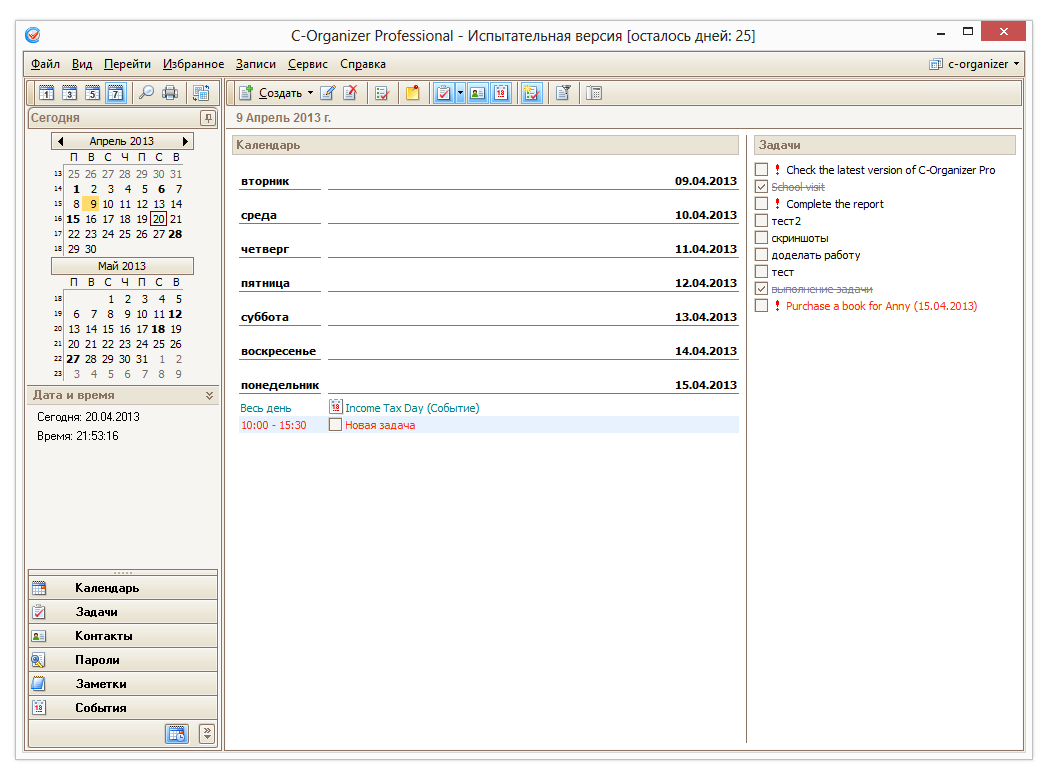 C-Organizer Professional - Испытательная версия [осталось дней: 25]
Файл Вид Перейти Избранное Записи Сервис Справка c-organizer
1 3 5 7 Создать 18
Сегодня
9 Апрель 2013 г.
Апрель 2013
П В С Ч П С В
13 25 26 27 28 29 30 31
14 1 2 3 4 5 6 7
15 8 9 10 11 12 13 14
16 15 16 17 18 19 20 21
17 22 23 24 25 26 27 28
18 29 30
Май 2013
П В С Ч П С В
18 1 2 3 4 5
19 6 7 8 9 10 11 12
20 13 14 15 16 17 18 19
21 20 21 22 23 24 25 26
22 27 28 29 30 31 1 2
23 3 4 5 6 7 8 9
Дата и время
Сегодня: 20.04.2013
Время: 21:53:16
Календарь
Задачи
Контакты
Пароли
Заметки
18 События
Календарь
вторник 09.04.2013
среда 10.04.2013
четверг 11.04.2013
пятница 12.04.2013
суббота 13.04.2013
воскресенье 14.04.2013
понедельник 15.04.2013
Весь день 18 Income Tax Day (Событие)
10:00 - 15:30 Новая задача
Задачи
! Check the latest version of C-Organizer Pro
School visit
! Complete the report
тест2
скриншоты
доделать работу
тест
выполнение задачи
! Purchase a book for Anny (15.04.2013)